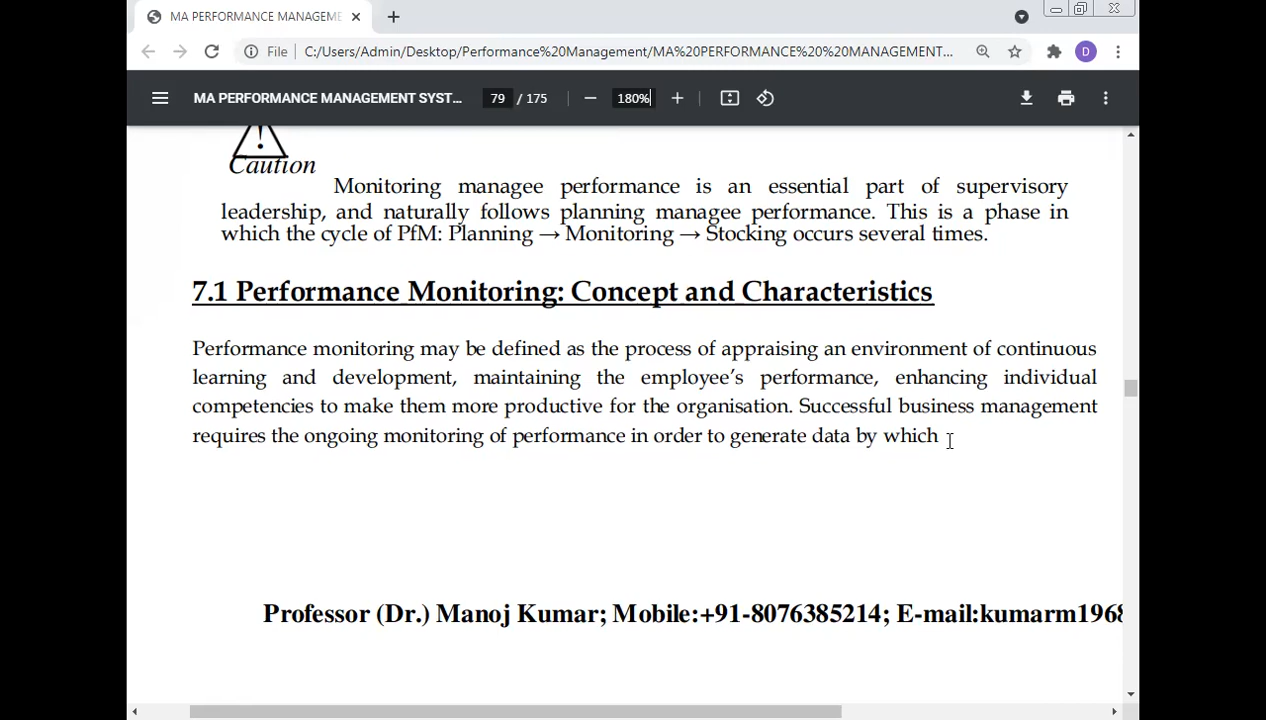 MA PERFORMANCE MANAGEME
File C:/Users/Admin/Desktop/Performance%20Management/MA%20PERFORMANCE%20%20MANAGEMENT... D
MA PERFORMANCE MANAGEMENT SYST... 79 / 175 180%
Caution
Monitoring managee performance is an essential part of supervisory
leadership, and naturally follows planning managee performance. This is a phase in
which the cycle of PfM: Planning → Monitoring → Stocking occurs several times.
7.1 Performance Monitoring: Concept and Characteristics
Performance monitoring may be defined as the process of appraising an environment of continuous
learning and development, maintaining the employee's performance, enhancing individual
competencies to make them more productive for the organisation. Successful business management
requires the ongoing monitoring of performance in order to generate data by which
Professor (Dr.) Manoj Kumar; Mobile:+91-8076385214; E-mail:kumarm1968